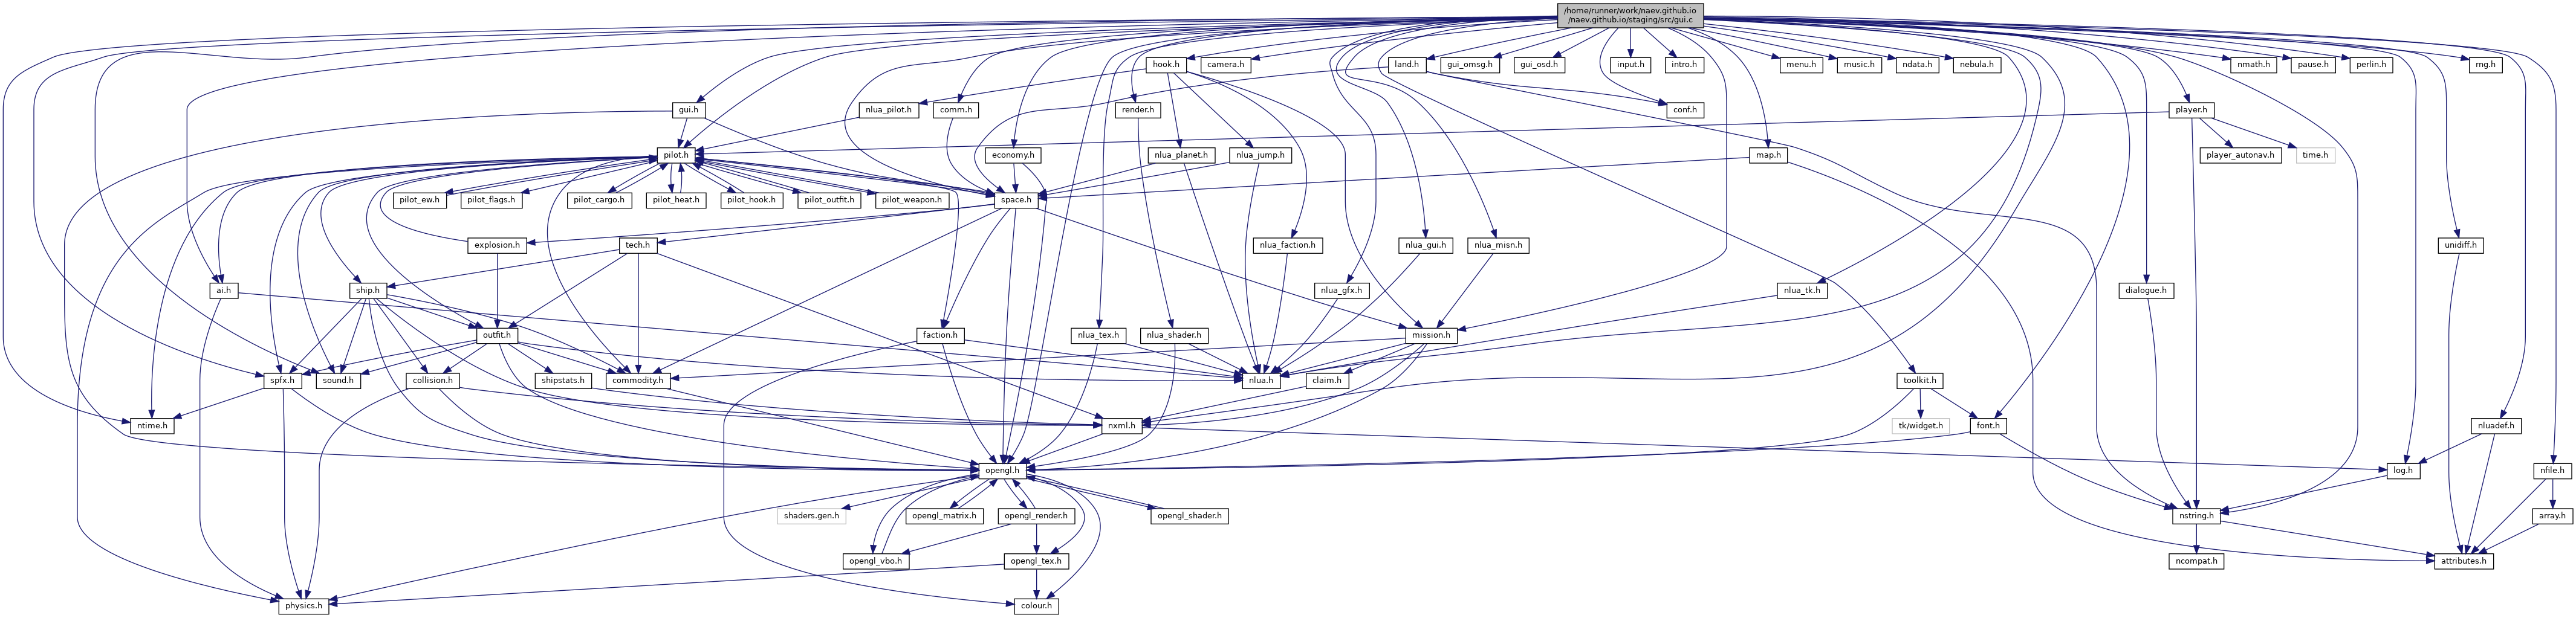 /home/runner/work/naev.github.io
/naev.github.io/staging/src/gui.c
camera.h
hook.h
land.h
gui_omsg.h
gui_osd.h
input.h
intro.h
menu.h
music.h
ndata.h
nebula.h
nmath.h
pause.h
perlin.h
rng.h
gui.h
nlua_pilot.h
comm.h
render.h
conf.h
player.h
pilot.h
economy.h
nlua_planet.h
nlua_jump.h
map.h
player_autonav.h
time.h
pilot_ew.h
pilot_flags.h
pilot_cargo.h
pilot_heat.h
pilot_hook.h
pilot_outfit.h
pilot_weapon.h
space.h
explosion.h
tech.h
nlua_faction.h
nlua_gui.h
nlua_misn.h
unidiff.h
ai.h
ship.h
nlua_gfx.h
nlua_tk.h
dialogue.h
outfit.h
faction.h
nlua_tex.h
nlua_shader.h
mission.h
spfx.h
sound.h
collision.h
shipstats.h
commodity.h
nlua.h
claim.h
toolkit.h
ntime.h
nxml.h
tk/widget.h
font.h
nluadef.h
opengl.h
log.h
nfile.h
shaders.gen.h
opengl_matrix.h
opengl_render.h
opengl_shader.h
nstring.h
array.h
opengl_vbo.h
opengl_tex.h
ncompat.h
attributes.h
physics.h
colour.h